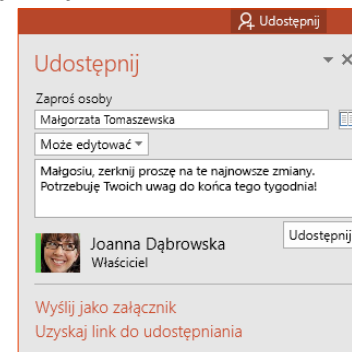 Udostępnij
Udostępnij
Zaproś osoby
Małgorzata Tomaszewska
Może edytować
Małgosiu, zerknij proszę na te najnowsze zmiany.
Potrzebuję Twoich uwag do końca tego tygodnia!
Udostępnij
Joanna Dąbrowska
Właściciel
Wyślij jako załącznik
Uzyskaj link do udostępniania